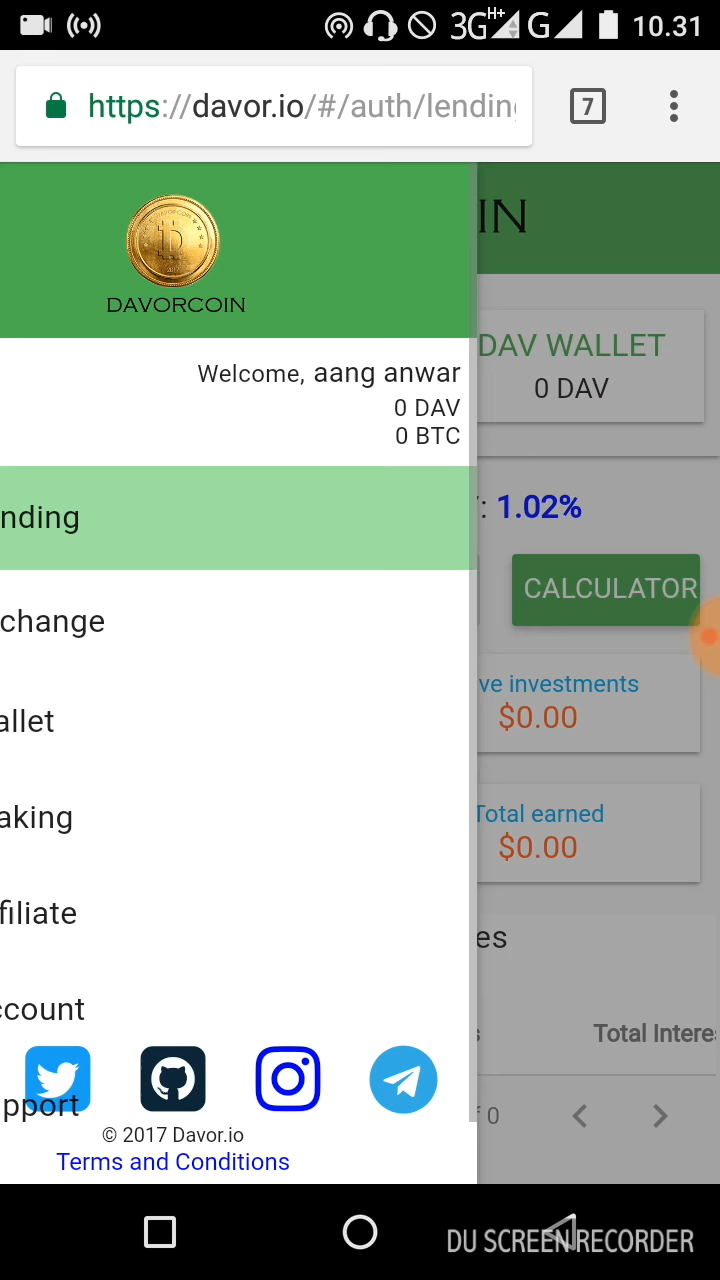 3G H+ G 10.31
https://davor.io/#/auth/lending
7
DAVORCOIN
IN
Welcome, aang anwar
0 DAV
0 BTC
DAV WALLET
0 DAV
nding
: 1.02%
change
CALCULATOR
allet
ve investments
$0.00
aking
Total earned
$0.00
filiate
es
ccount
s
Total Interes
pport
f 0
© 2017 Davor.io
Terms and Conditions
DU SCREEN RECORDER